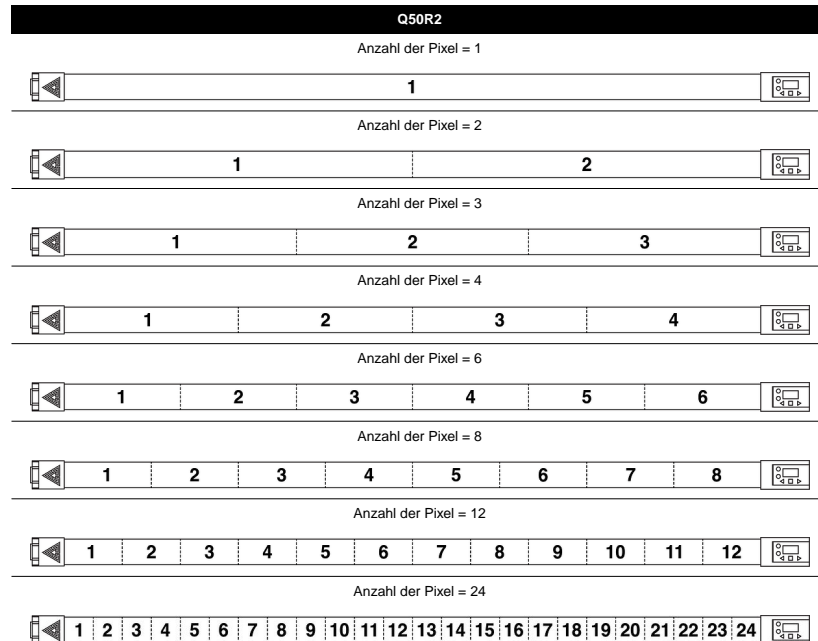 Q50R2
Anzahl der Pixel = 1
1
Anzahl der Pixel = 2
1 2
Anzahl der Pixel = 3
1 2 3
Anzahl der Pixel = 4
1 2 3 4
Anzahl der Pixel = 6
1 2 3 4 5 6
Anzahl der Pixel = 8
1 2 3 4 5 6 7 8
Anzahl der Pixel = 12
1 2 3 4 5 6 7 8 9 10 11 12
Anzahl der Pixel = 24
1 2 3 4 5 6 7 8 9 10 11 12 13 14 15 16 17 18 19 20 21 22 23 24